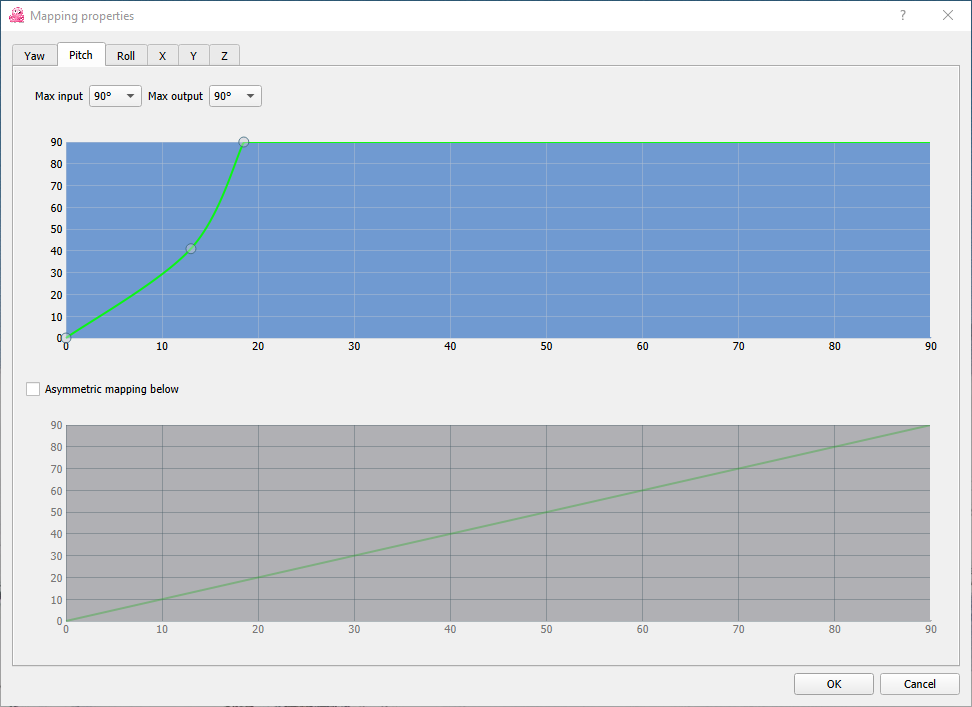 Mapping properties ?
Yaw Pitch Roll X Y Z
Max input 90° Max output 90°
90
80
70
60
50
40
30
20
10
0
0 10 20 30 40 50 60 70 80 90
Asymmetric mapping below
90
80
70
60
50
40
30
20
10
0
0 10 20 30 40 50 60 70 80 90
OK Cancel